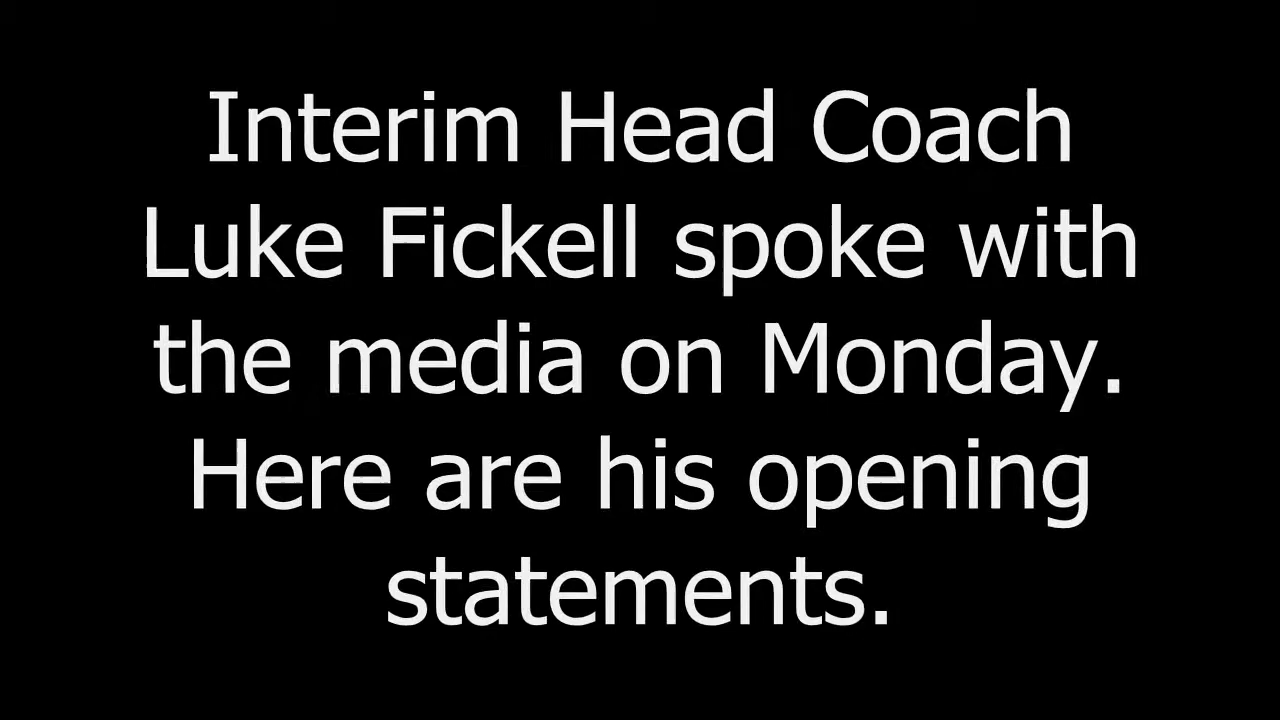 Interim Head Coach
Luke Fickell spoke with
the media on Monday.
Here are his opening
statements.